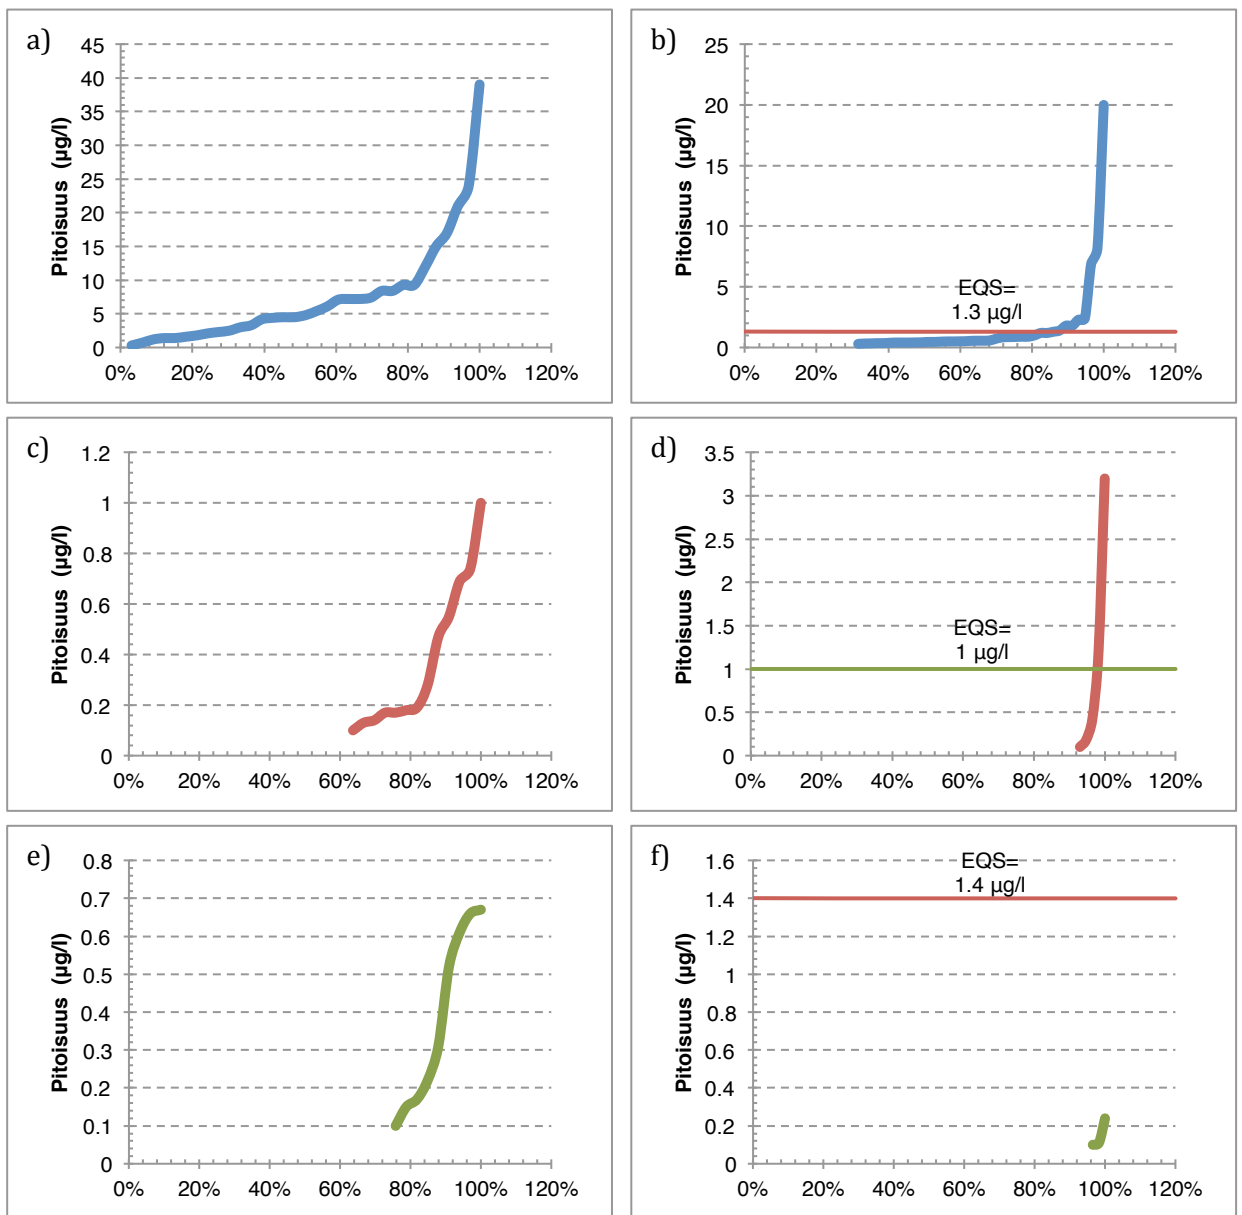 a)
Pitoisuus (µg/l)
45
40
35
30
25
20
15
10
5
0
0% 20% 40% 60% 80% 100% 120%
b)
Pitoisuus (µg/l)
25
20
15
10
5
0
EQS=
1.3 µg/l
0% 20% 40% 60% 80% 100% 120%
c)
Pitoisuus (µg/l)
1.2
1
0.8
0.6
0.4
0.2
0
0% 20% 40% 60% 80% 100% 120%
d)
Pitoisuus (µg/l)
3.5
3
2.5
2
1.5
1
0.5
0
EQS=
1 µg/l
0% 20% 40% 60% 80% 100% 120%
e)
Pitoisuus (µg/l)
0.8
0.7
0.6
0.5
0.4
0.3
0.2
0.1
0
0% 20% 40% 60% 80% 100% 120%
f)
Pitoisuus (µg/l)
1.6
1.4
1.2
1
0.8
0.6
0.4
0.2
0
EQS=
1.4 µg/l
0% 20% 40% 60% 80% 100% 120%